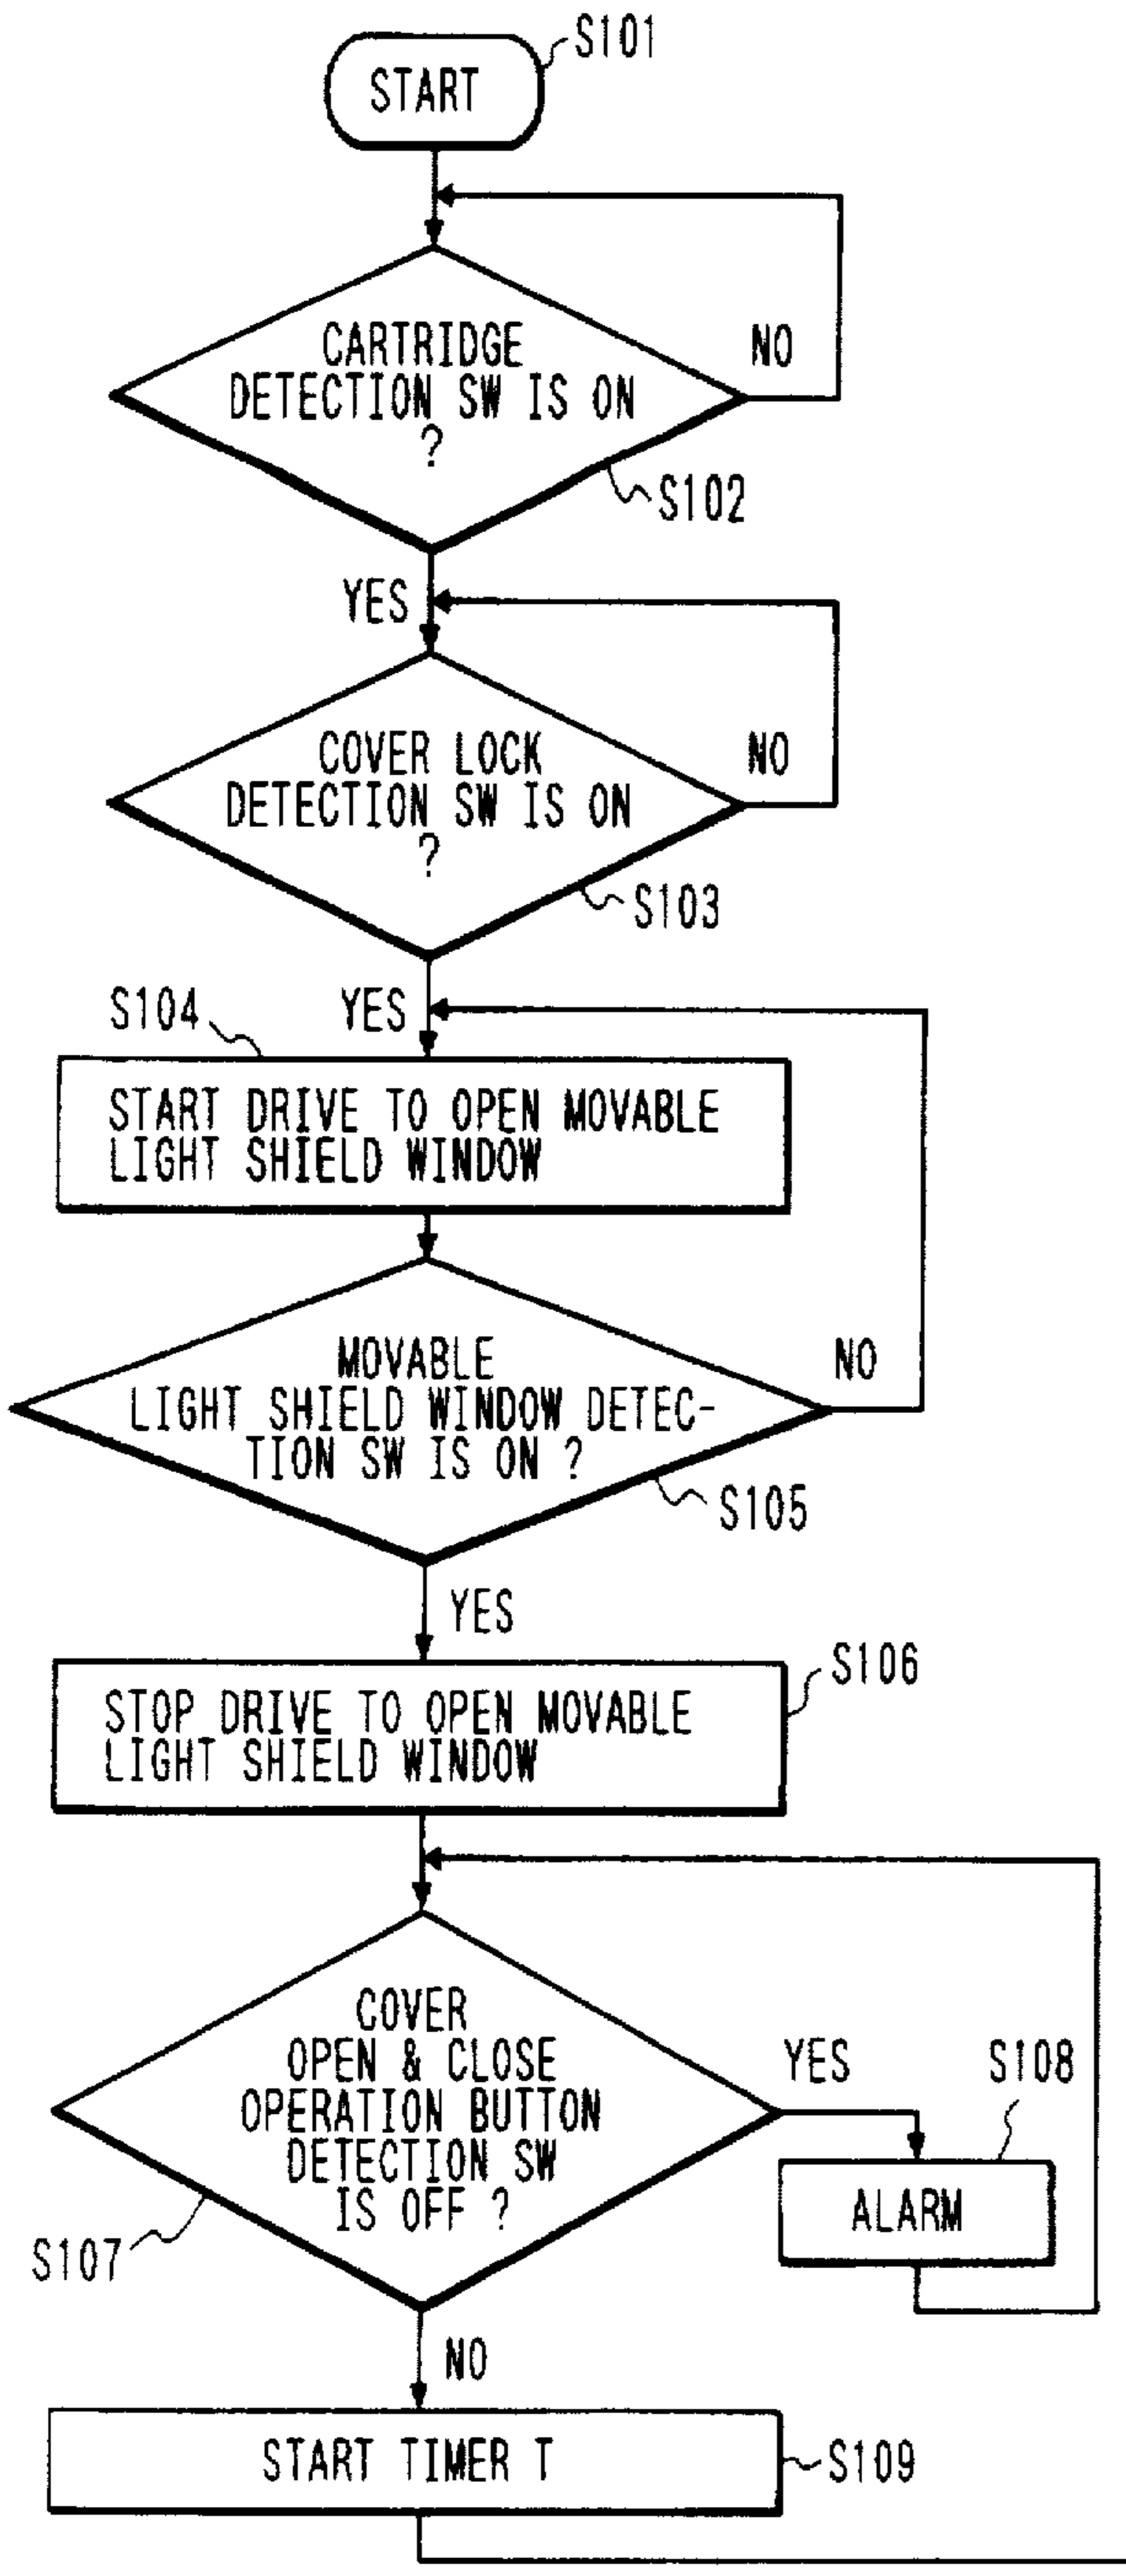 START
S101
CARTRIDGE
DETECTION SW IS ON
?
NO
S102
YES
COVER LOCK
DETECTION SW IS ON
?
NO
S103
YES
S104
START DRIVE TO OPEN MOVABLE
LIGHT SHIELD WINDOW
MOVABLE
LIGHT SHIELD WINDOW DETEC-
TION SW IS ON ?
NO
S105
YES
S106
STOP DRIVE TO OPEN MOVABLE
LIGHT SHIELD WINDOW
COVER
OPEN & CLOSE
OPERATION BUTTON
DETECTION SW
IS OFF ?
YES
S108
ALARM
S107
NO
START TIMER T
S109